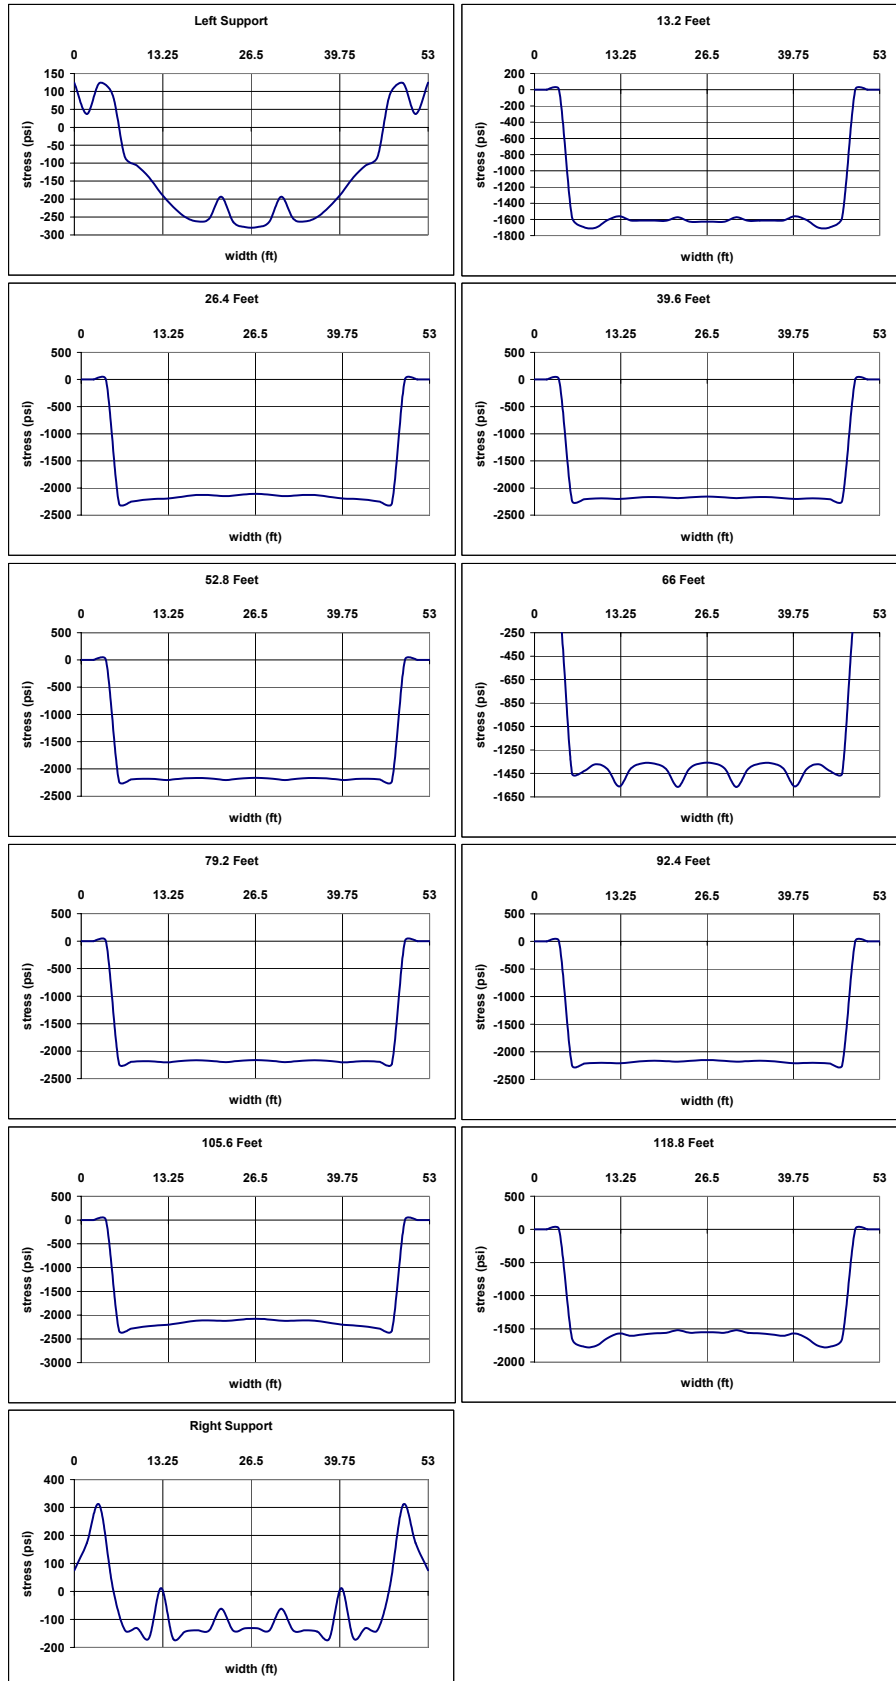 Left Support
0 13.25 26.5 39.75 53
150
100
50
0
-50
-100
-150
-200
-250
-300
stress (psi)
width (ft)
13.2 Feet
0 13.25 26.5 39.75 53
200
0
-200
-400
-600
-800
-1000
-1200
-1400
-1600
-1800
stress (psi)
width (ft)
26.4 Feet
0 13.25 26.5 39.75 53
500
0
-500
-1000
-1500
-2000
-2500
stress (psi)
width (ft)
39.6 Feet
0 13.25 26.5 39.75 53
500
0
-500
-1000
-1500
-2000
-2500
stress (psi)
width (ft)
52.8 Feet
0 13.25 26.5 39.75 53
500
0
-500
-1000
-1500
-2000
-2500
stress (psi)
width (ft)
66 Feet
0 13.25 26.5 39.75 53
-250
-450
-650
-850
-1050
-1250
-1450
-1650
stress (psi)
width (ft)
79.2 Feet
0 13.25 26.5 39.75 53
500
0
-500
-1000
-1500
-2000
-2500
stress (psi)
width (ft)
92.4 Feet
0 13.25 26.5 39.75 53
500
0
-500
-1000
-1500
-2000
-2500
stress (psi)
width (ft)
105.6 Feet
0 13.25 26.5 39.75 53
500
0
-500
-1000
-1500
-2000
-2500
-3000
stress (psi)
width (ft)
118.8 Feet
0 13.25 26.5 39.75 53
500
0
-500
-1000
-1500
-2000
stress (psi)
width (ft)
Right Support
0 13.25 26.5 39.75 53
400
300
200
100
0
-100
-200
stress (psi)
width (ft)